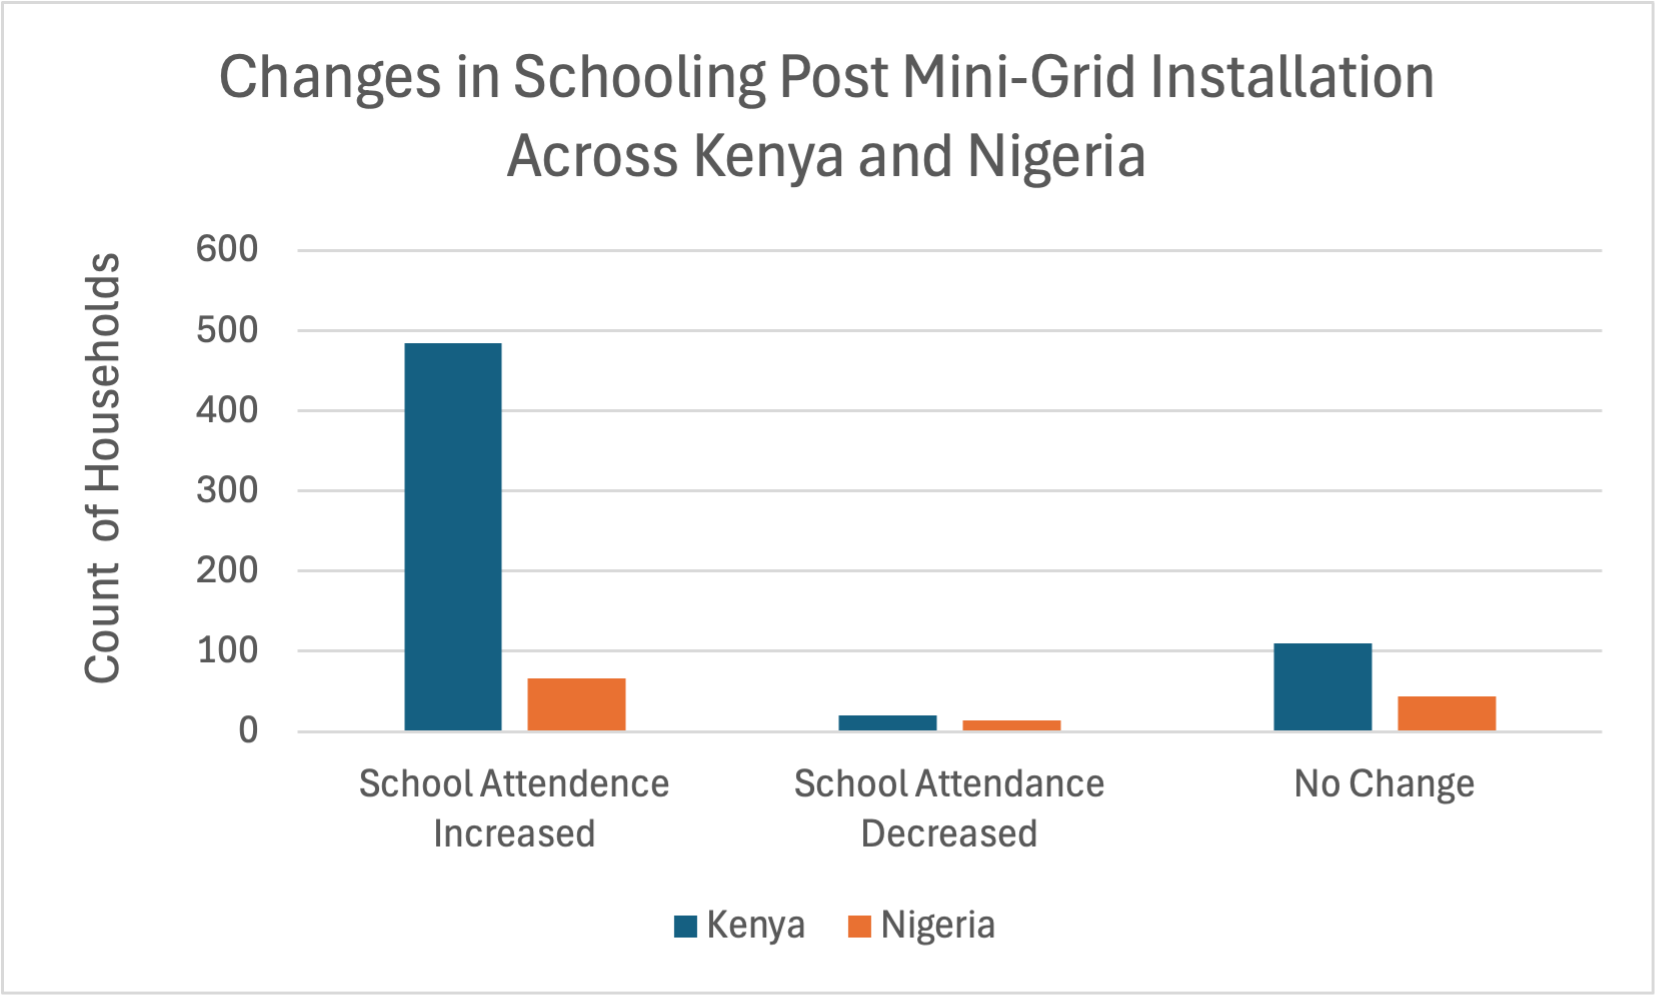 Changes in Schooling Post Mini-Grid Installation
Across Kenya and Nigeria
Count of Households
600
500
400
300
200
100
0
School Attendence
Increased
School Attendance
Decreased
No Change
Kenya
Nigeria